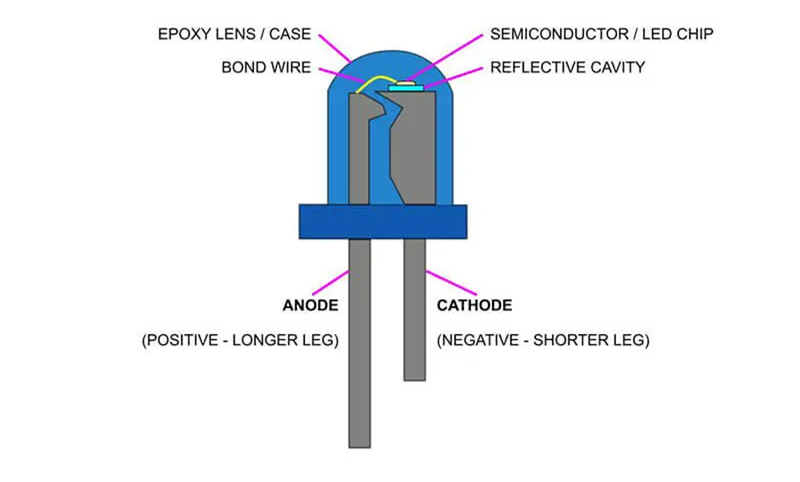 EPOXY LENS / CASE
SEMICONDUCTOR / LED CHIP
BOND WIRE
REFLECTIVE CAVITY
ANODE
CATHODE
(POSITIVE - LONGER LEG)
(NEGATIVE - SHORTER LEG)